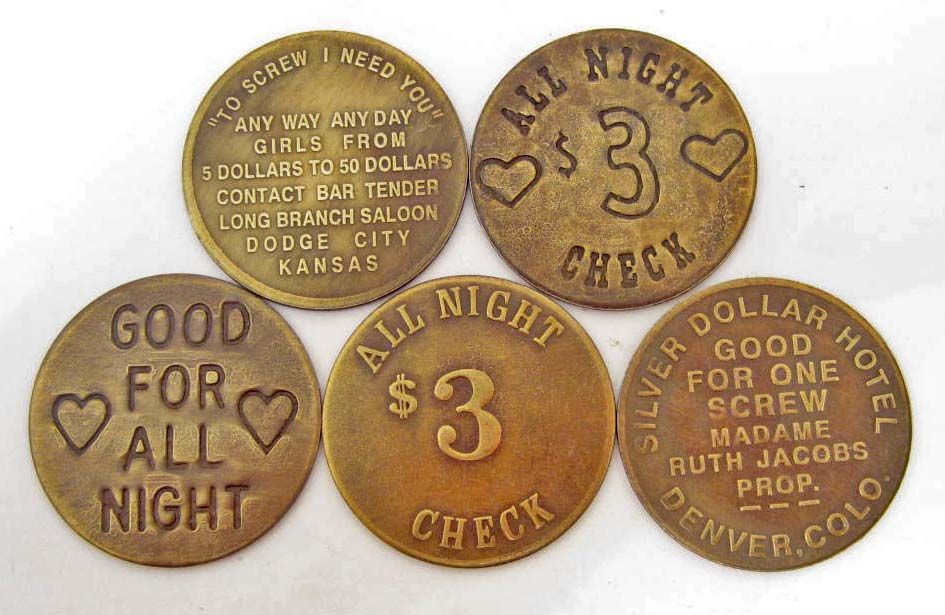 "TO SCREW I NEED YOU"
ANY WAY ANY DAY
GIRLS FROM
5 DOLLARS TO 50 DOLLARS
CONTACT BAR TENDER
LONG BRANCH SALOON
DODGE CITY
KANSAS
ALL NIGHT
$3
CHECK
GOOD
FOR
ALL
NIGHT
ALL NIGHT
$3
CHECK
SILVER DOLLAR HOTEL
GOOD
FOR ONE
SCREW
MADAME
RUTH JACOBS
PROP.
DENVER, COLO.